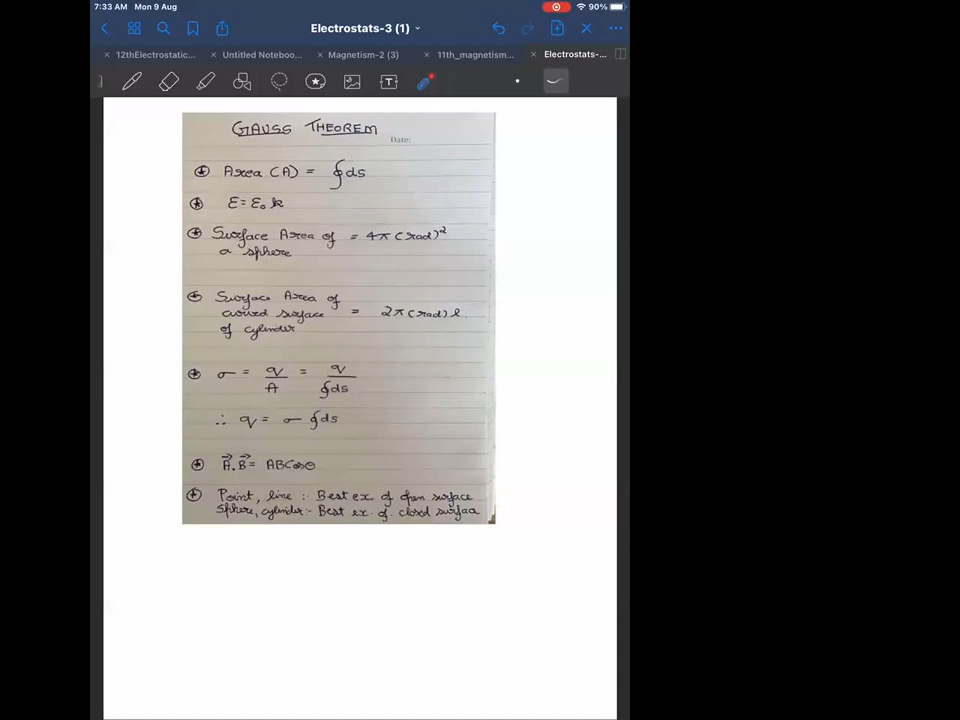 7:33 AM Mon 9 Aug
90%
Electrostats-3 (1)
12thElectrostatic...
Untitled Noteboo...
Magnetism-2 (3)
11th_magnetism...
Electrostats-...
GAUSS THEOREM
Date:
Area (A) = ∮ds
ε = ε₀ k
Surface Area of = 4π (rad)²
a sphere
Surface Area of
curved surface = 2π (rad) l
of cylinder
σ = q/A = q/∮ds
∴ q = σ ∮ds
A⃗.B⃗ = ABCosθ
Point, line :- Best ex of open surface
Sphere, cylinder :- Best ex. of closed surface